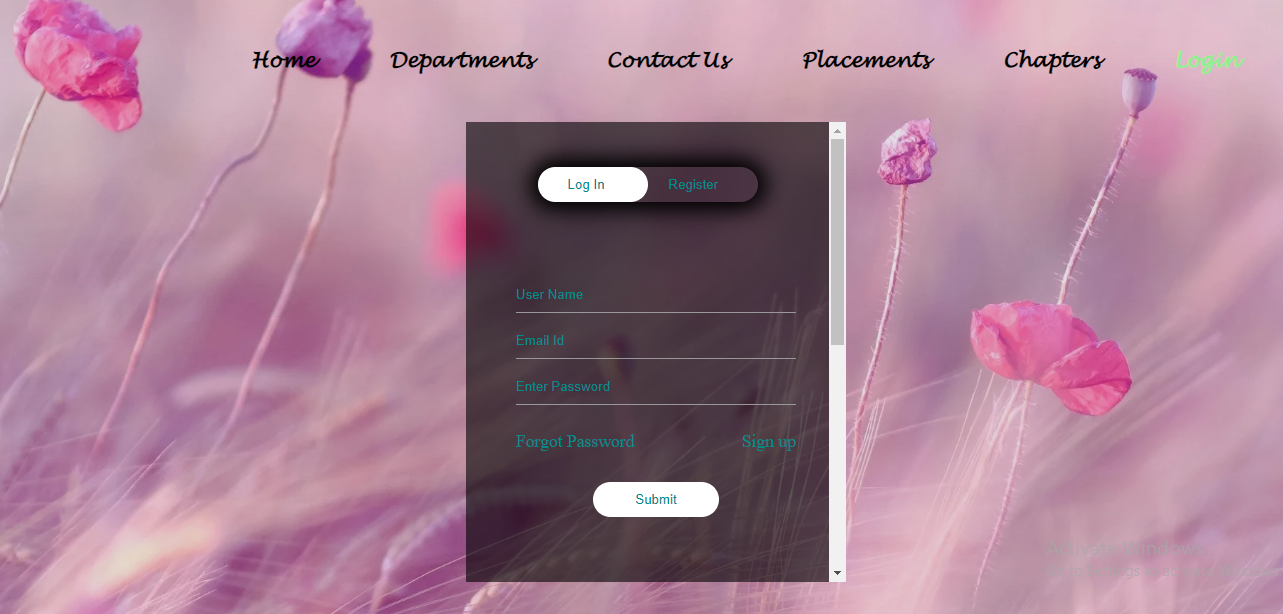 Home Departments Contact Us Placements Chapters Login
Log In Register
User Name
Email Id
Enter Password
Forgot Password Sign up
Submit
Activate Windows